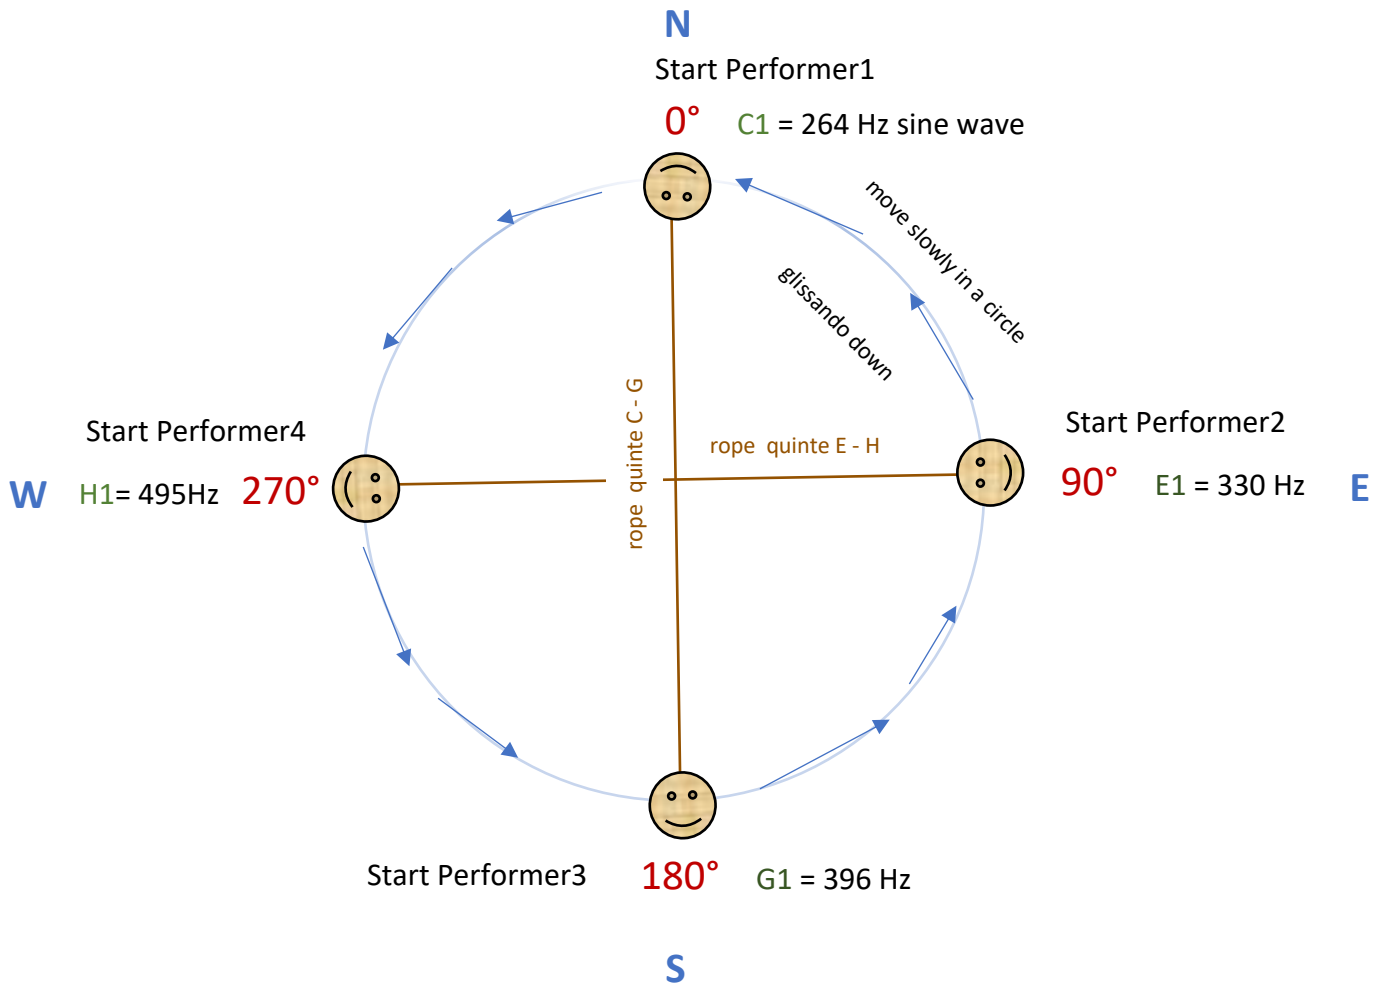 N
Start Performer1
0° C1 = 264 Hz sine wave
move slowly in a circle
glissando down
rope quinte C - G
rope quinte E - H
Start Performer4
W H1= 495Hz 270°
Start Performer2
90° E1 = 330 Hz E
Start Performer3 180° G1 = 396 Hz
S